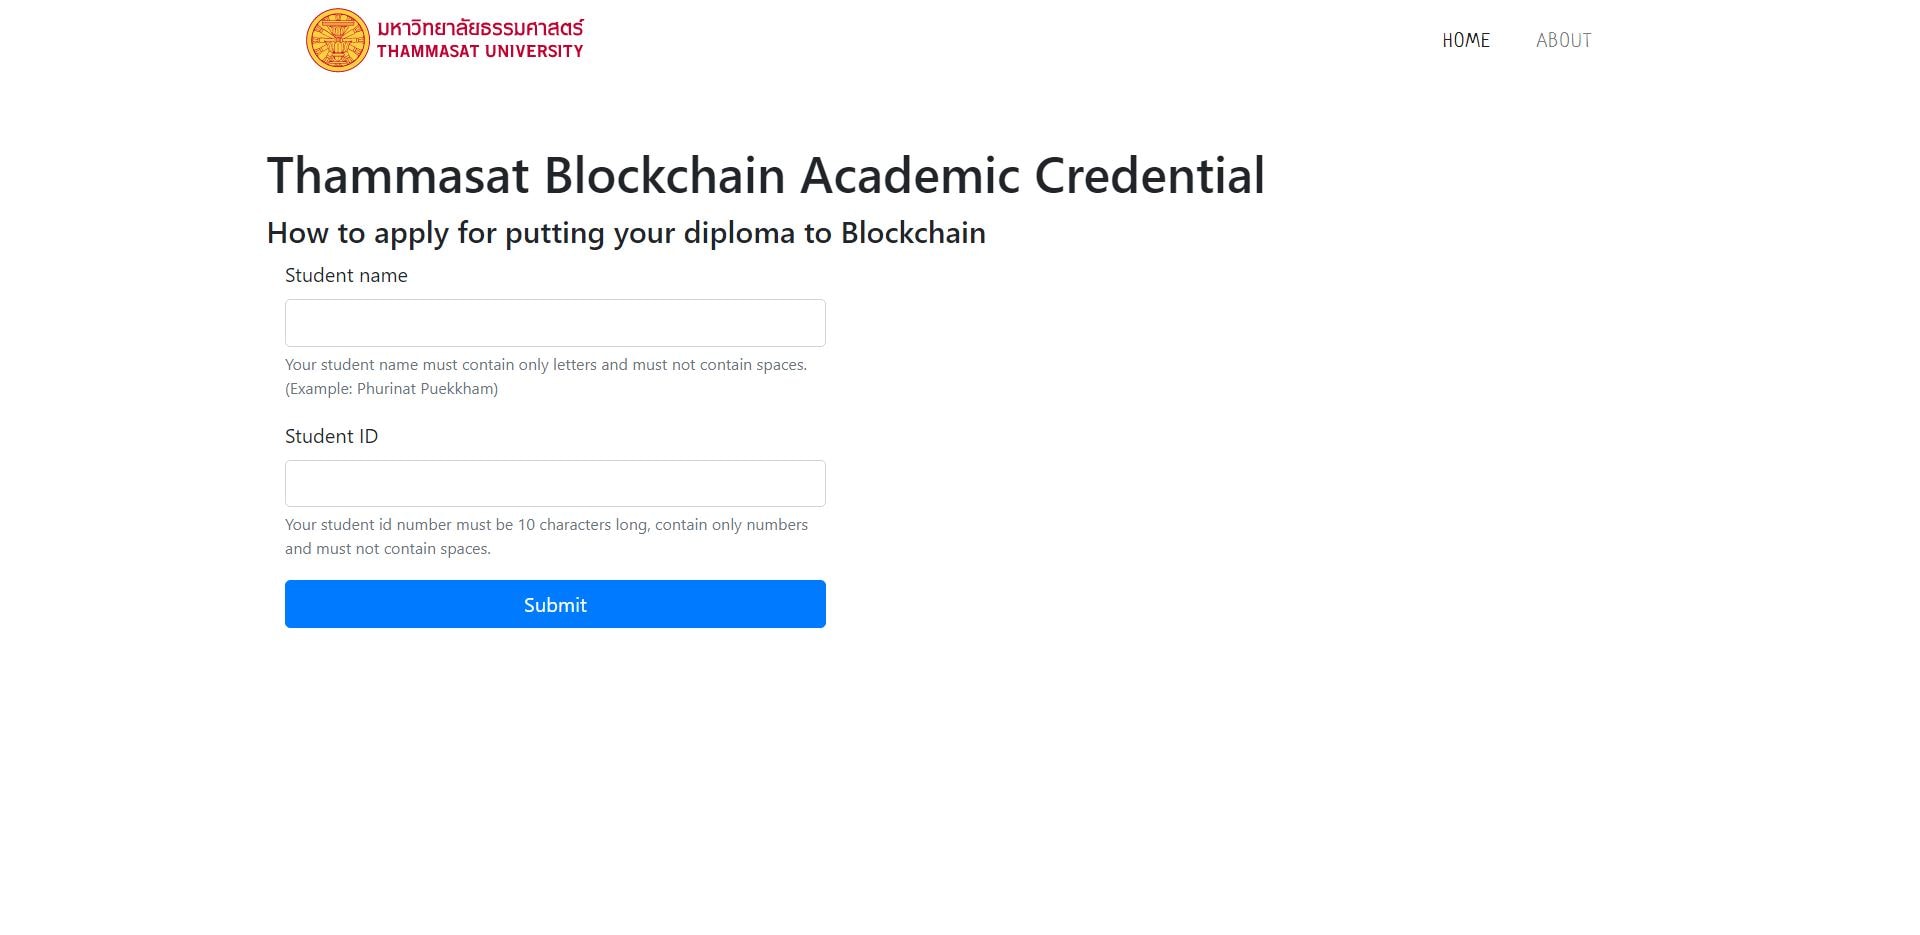 มหาวิทยาลัยธรรมศาสตร์
THAMMASAT UNIVERSITY
HOME
ABOUT
Thammasat Blockchain Academic Credential
How to apply for putting your diploma to Blockchain
Student name
Your student name must contain only letters and must not contain spaces.
(Example: Phurinat Puekkham)
Student ID
Your student id number must be 10 characters long, contain only numbers
and must not contain spaces.
Submit